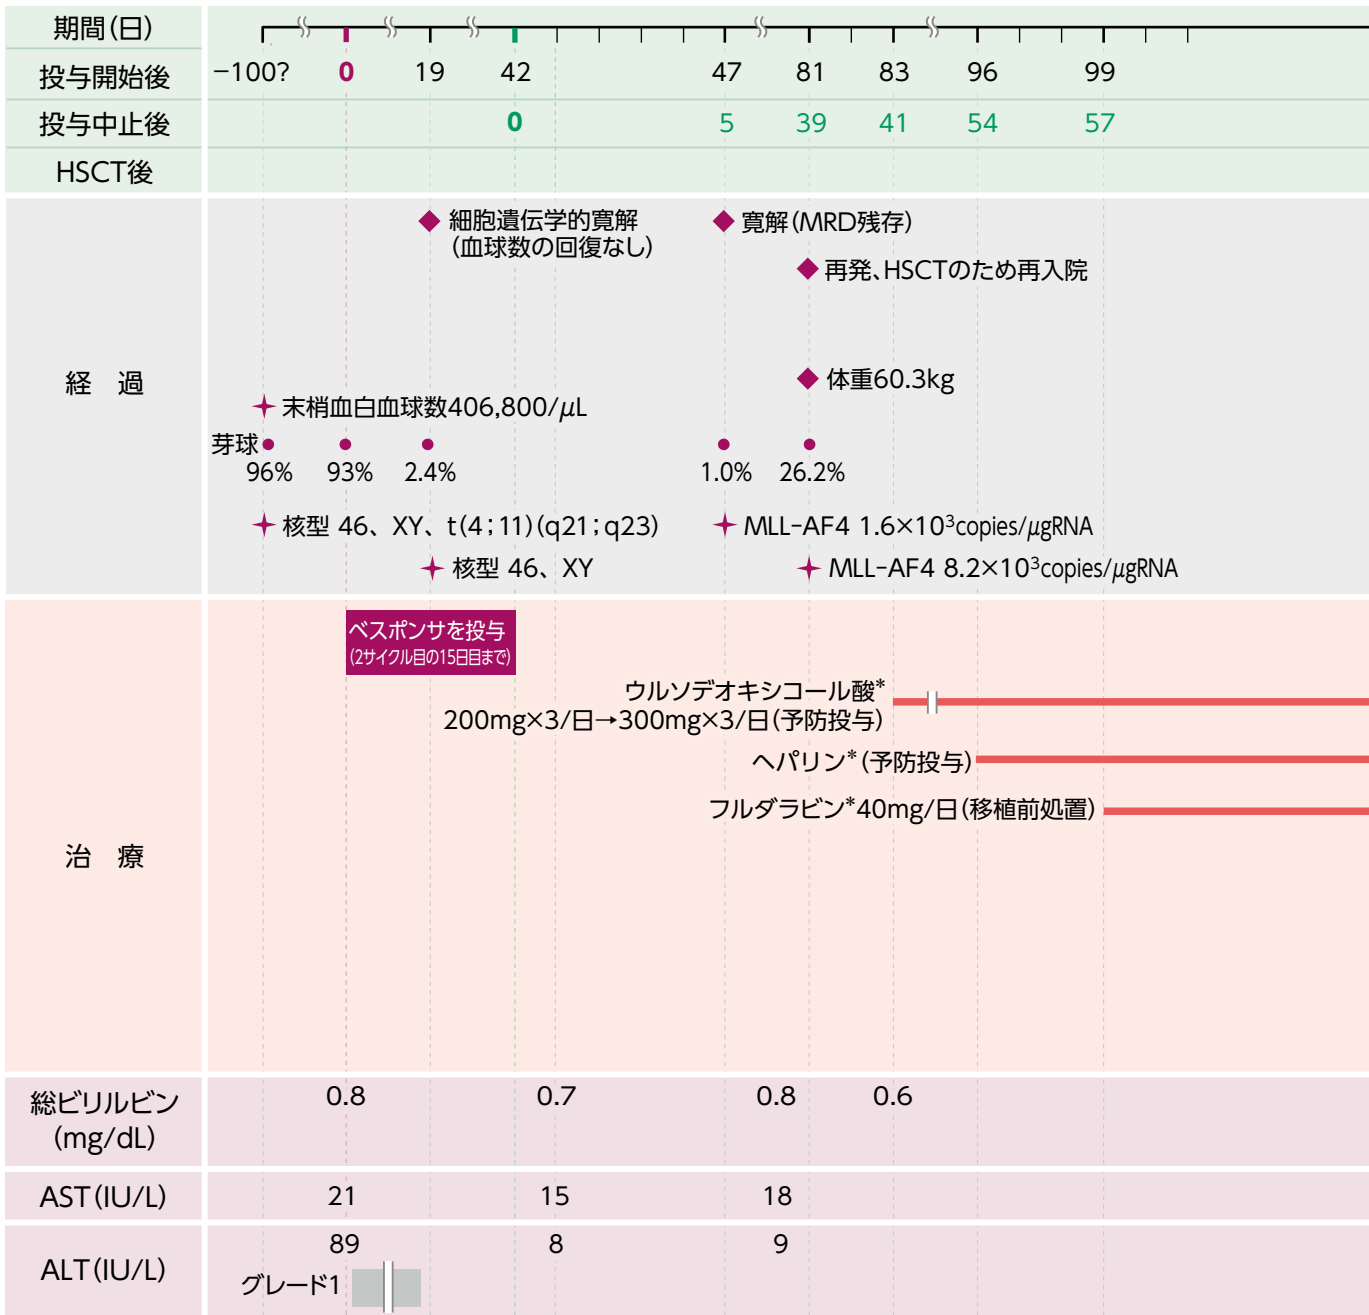 期間(日)
投与開始後 −100? 0 19 42 47 81 83 96 99
投与中止後 0 5 39 41 54 57
HSCT後
経 過
細胞遺伝学的寛解
(血球数の回復なし)
寛解(MRD残存)
再発、HSCTのため再入院
体重60.3kg
末梢血白血球数406,800/μL
芽球
96% 93% 2.4% 1.0% 26.2%
核型 46、XY、t(4;11)(q21;q23)
MLL-AF4 1.6×10³copies/μgRNA
核型 46、XY
MLL-AF4 8.2×10³copies/μgRNA
治 療
ベスポンサを投与
(2サイクル目の15日目まで)
ウルソデオキシコール酸*
200mg×3/日→300mg×3/日(予防投与)
ヘパリン*(予防投与)
フルダラビン*40mg/日(移植前処置)
総ビリルビン
(mg/dL)
0.8 0.7 0.8 0.6
AST(IU/L) 21 15 18
ALT(IU/L) 89 8 9
グレード1